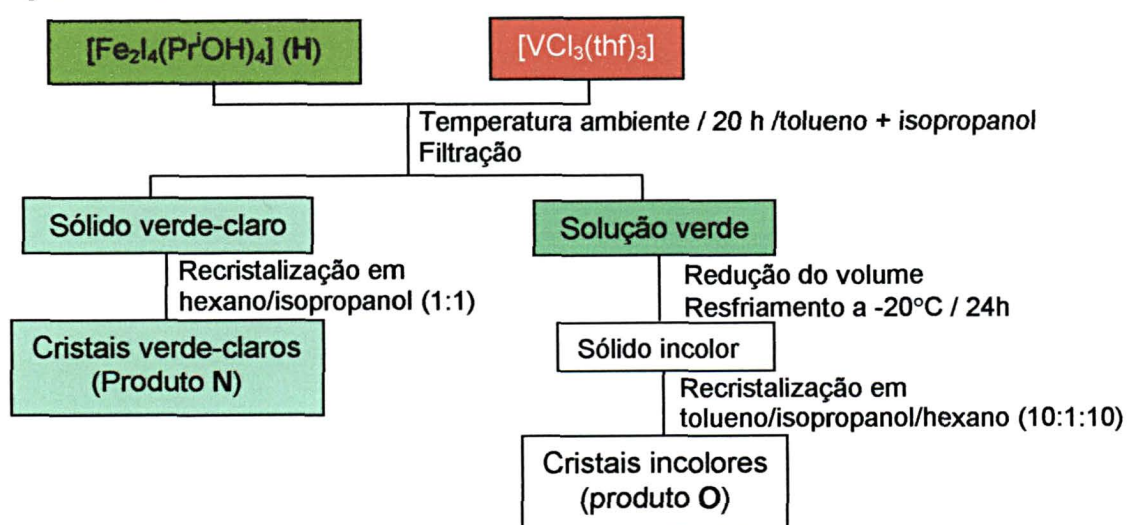 [Fe₂I₄(PrⁱOH)₄] (H)
[VCl₃(thf)₃]
Temperatura ambiente / 20 h /tolueno + isopropanol
Filtração
Sólido verde-claro
Solução verde
Recristalização em
hexano/isopropanol (1:1)
Redução do volume
Resfriamento a -20°C / 24h
Cristais verde-claros
(Produto N)
Sólido incolor
Recristalização em
tolueno/isopropanol/hexano (10:1:10)
Cristais incolores
(produto O)